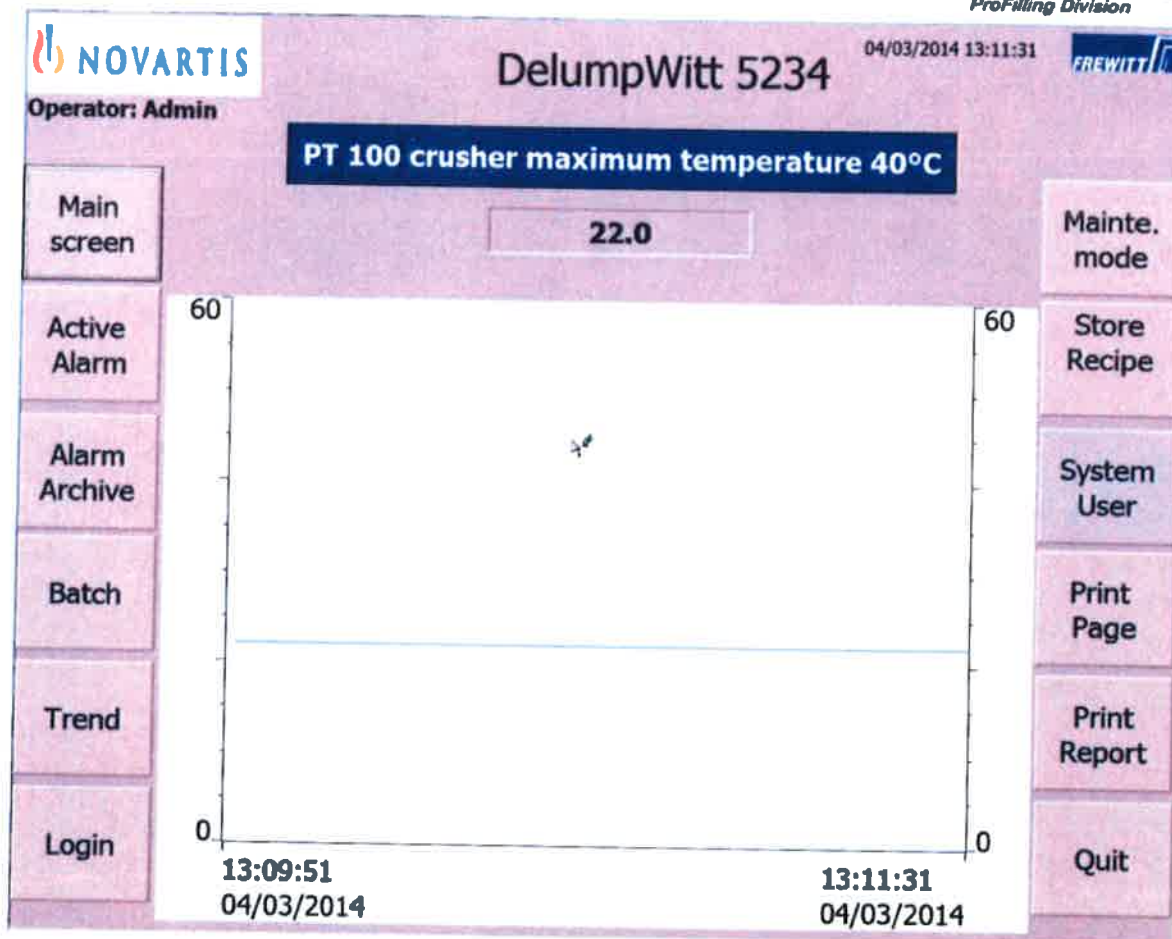 ProFilling Division
NOVARTIS
DelumpWitt 5234
04/03/2014 13:11:31
FREWITT
Operator: Admin
PT 100 crusher maximum temperature 40°C
22.0
Main
screen
Active
Alarm
Alarm
Archive
Batch
Trend
Login
60
60
0
0
13:09:51
04/03/2014
13:11:31
04/03/2014
Mainte.
mode
Store
Recipe
System
User
Print
Page
Print
Report
Quit